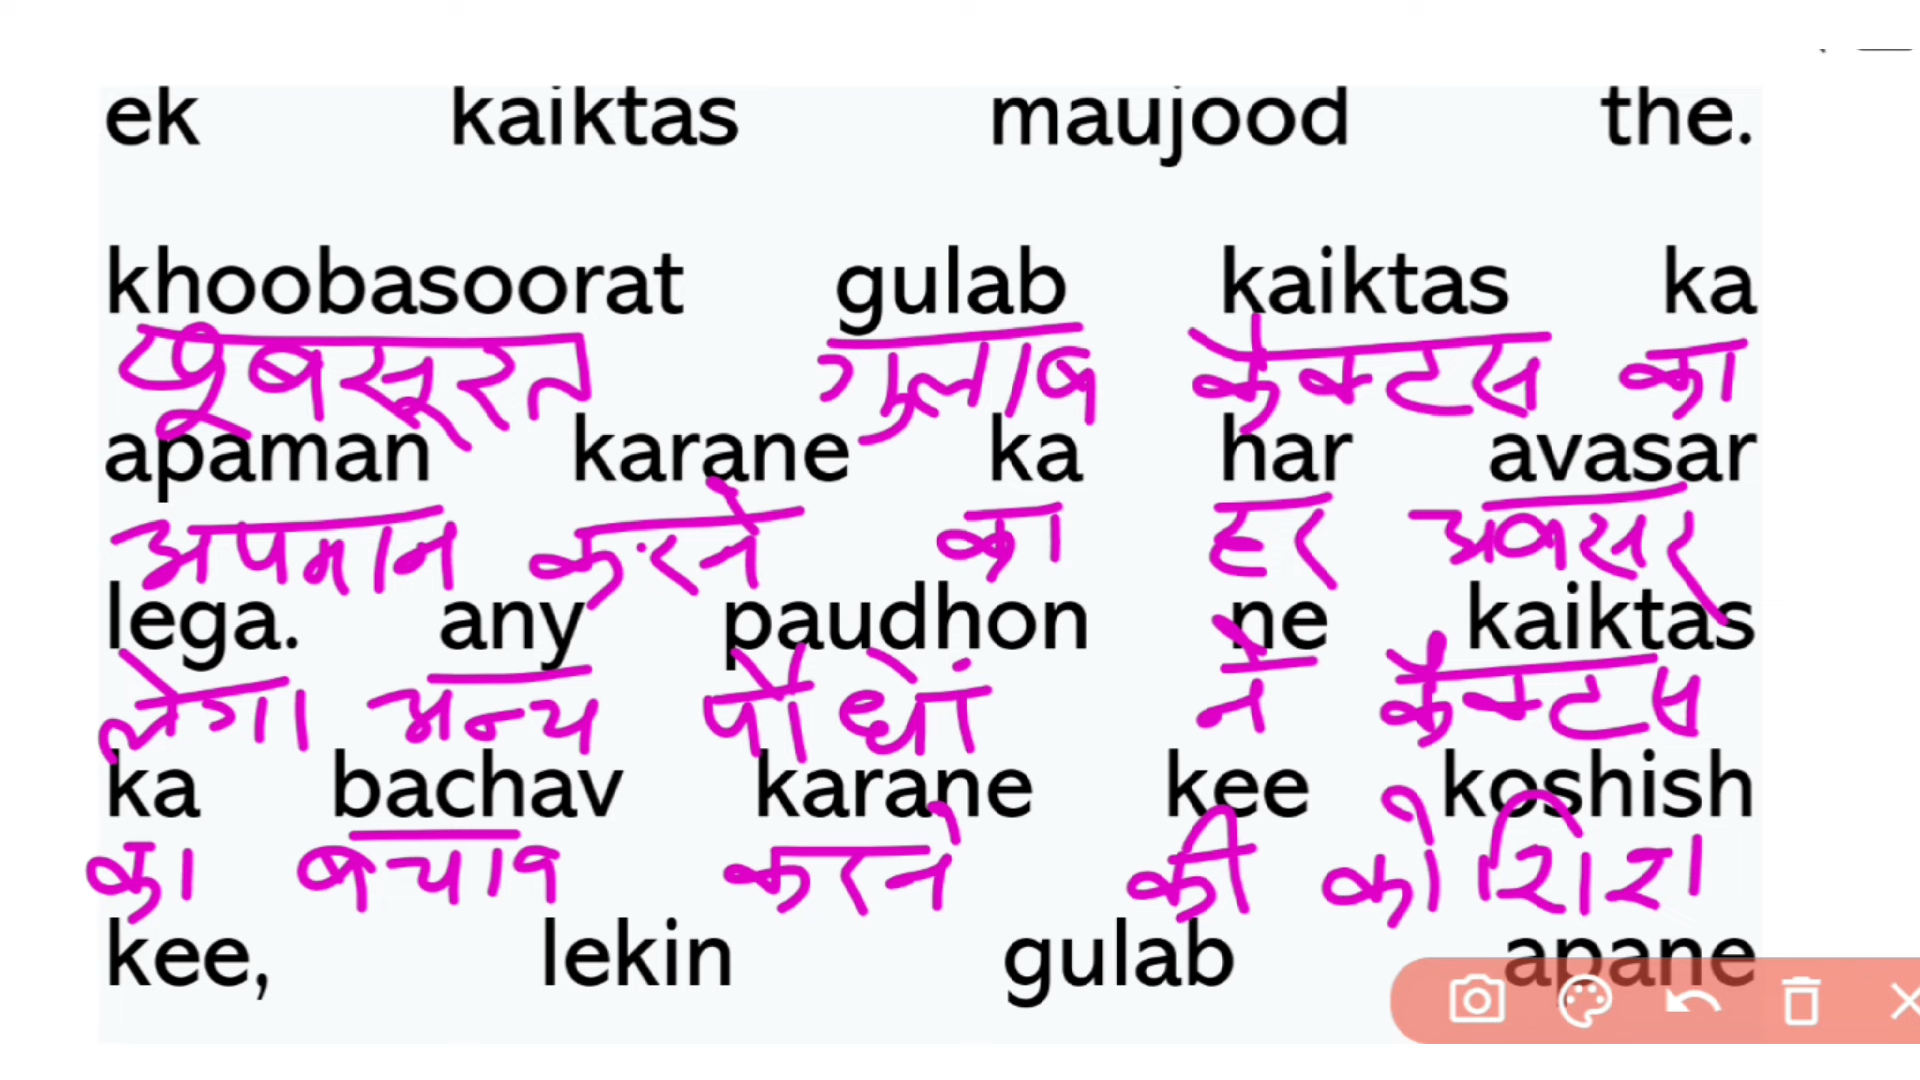 ek kaiktas maujood the.
khoobasoorat gulab kaiktas ka
खूबसूरत गुलाब कैक्टस का
apaman karane ka har avasar
अपमान करने का हर अवसर
lega. any paudhon ne kaiktas
लेगा। अन्य पौधों ने कैक्टस
ka bachav karane kee koshish
का बचाव करने की कोशिश
kee, lekin gulab apane